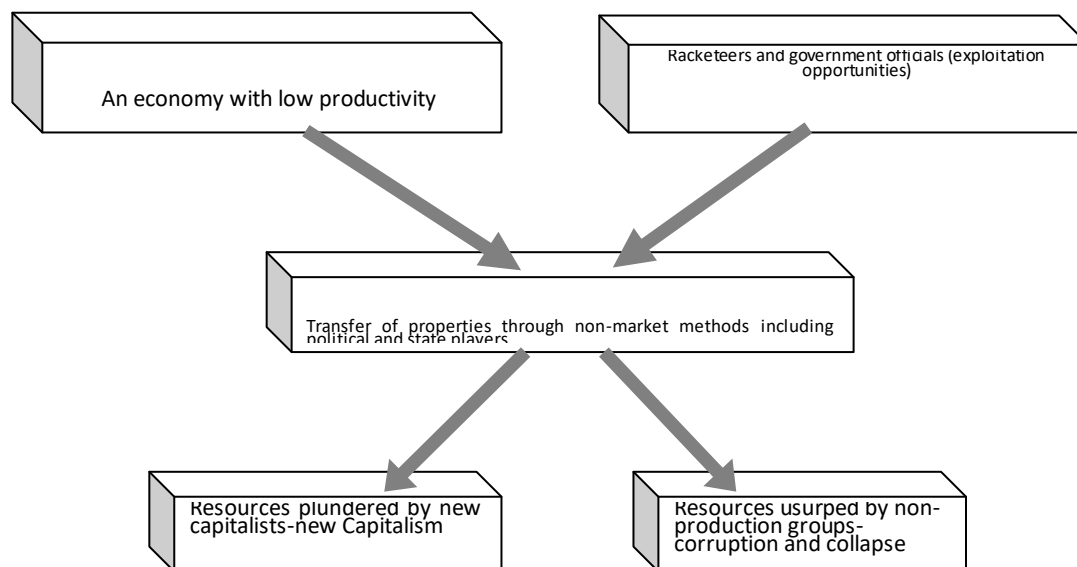 Racketeers and government officials (exploitation
opportunities)
An economy with low productivity
Transfer of properties through non-market methods including
political and state players
Resources plundered by new
capitalists-new Capitalism
Resources usurped by non-
production groups-
corruption and collapse